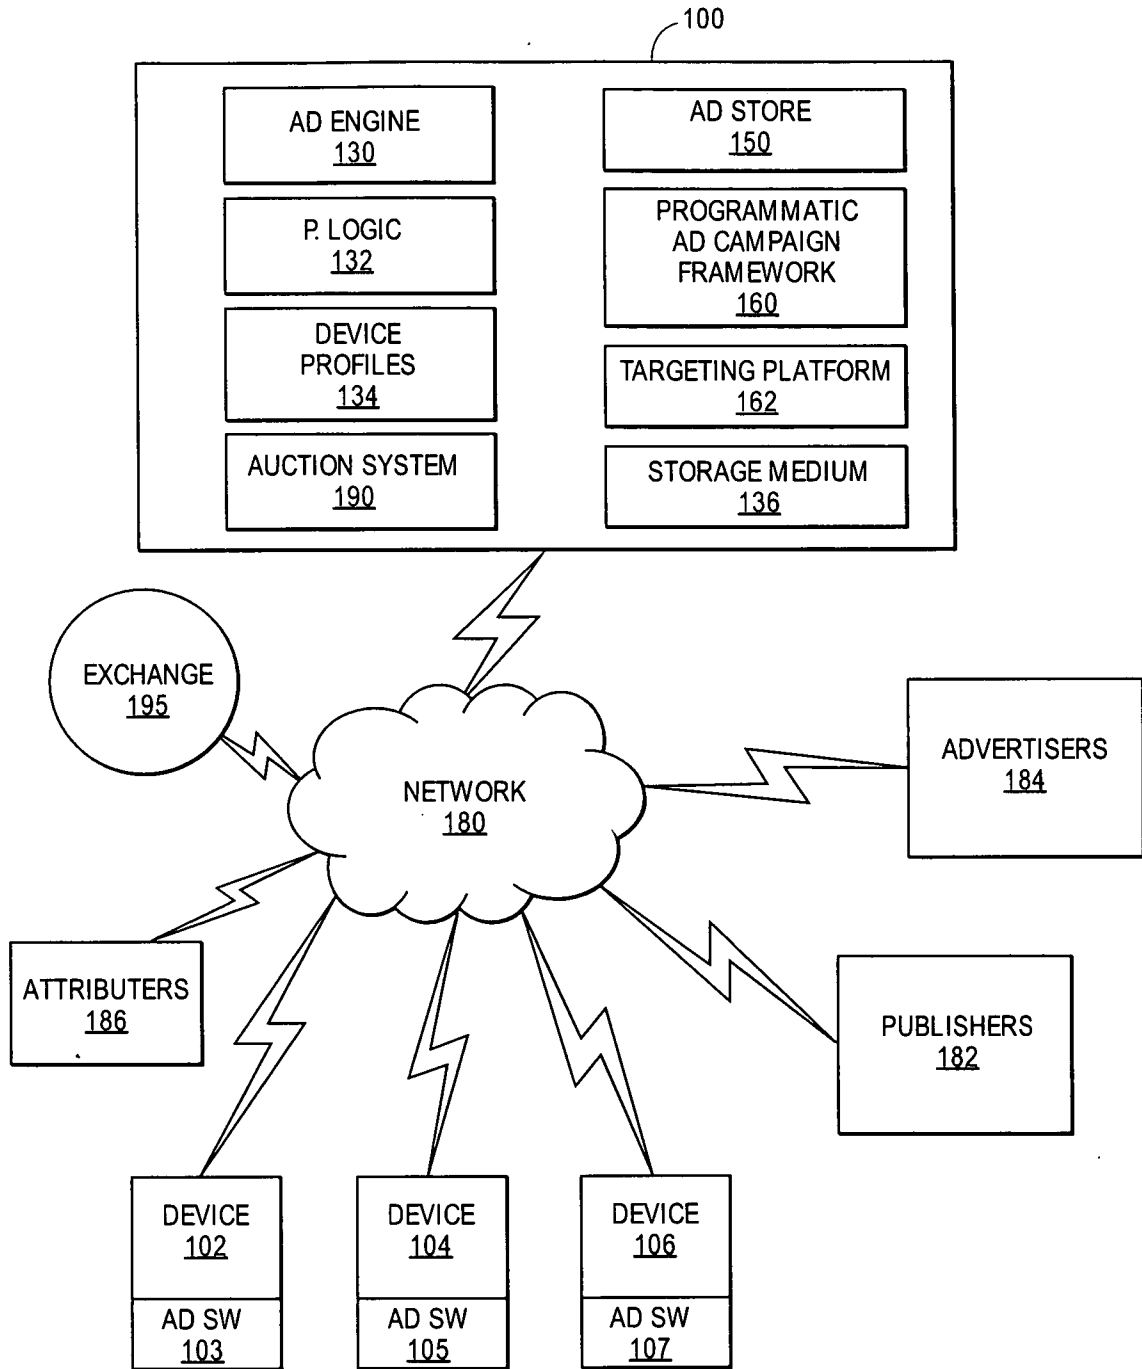 100
AD ENGINE
130
P. LOGIC
132
DEVICE
PROFILES
134
AUCTION SYSTEM
190
AD STORE
150
PROGRAMMATIC
AD CAMPAIGN
FRAMEWORK
160
TARGETING PLATFORM
162
STORAGE MEDIUM
136
EXCHANGE
195
NETWORK
180
ADVERTISERS
184
ATTRIBUTERS
186
PUBLISHERS
182
DEVICE
102
AD SW
103
DEVICE
104
AD SW
105
DEVICE
106
AD SW
107